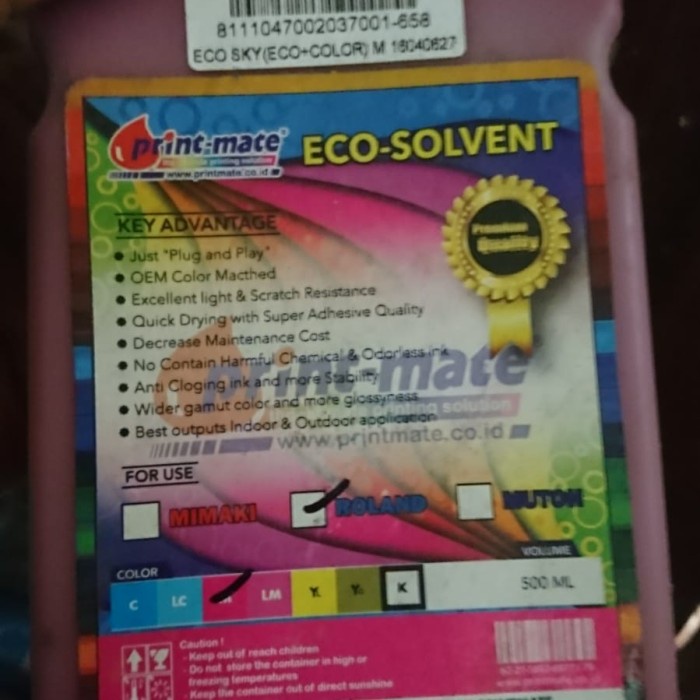 8111047002037001-658
ECO SKY(ECO+COLOR) M 16040827
print-mate
ECO-SOLVENT
www.printmate.co.id
KEY ADVANTAGE
Premium
Quality
Just "Plug and Play"
OEM Color Macthed
Excellent light & Scratch Resistance
Quick Drying with Super Adhesive Quality
Decrease Maintenance Cost
No Contain Harmful Chemical & Odorless ink
Anti Cloging ink and more Stability
Wider gamut color and more glossyness
Best outputs Indoor & Outdoor application
print-mate
printing solution
www.printmate.co.id
FOR USE
MIMAKI ROLAND MUTOH
VOLUME
COLOR
C LC LM Y K 500 ML
Caution !
- Keep out of reach children
- Do not store the container in high or
freezing temperatures
- Keep the container out of direct sunshine